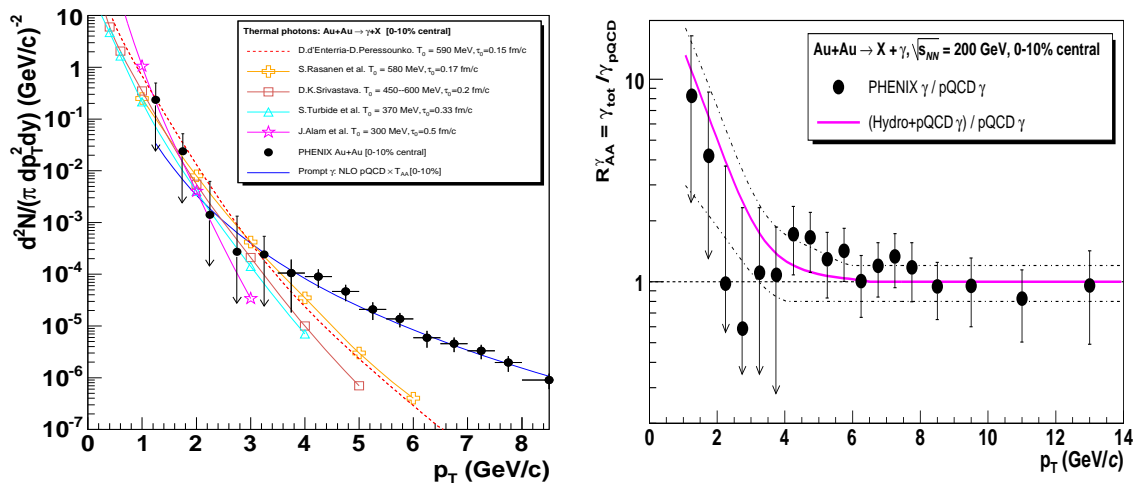 Thermal photons: Au+Au → γ+X [0-10% central]
D.d'Enterria-D.Peressounko. T₀ = 590 MeV, τ₀=0.15 fm/c
S.Rasanen et al. T₀ = 580 MeV, τ₀=0.17 fm/c
D.K.Srivastava. T₀ = 450--600 MeV, τ₀=0.2 fm/c
S.Turbide et al. T₀ = 370 MeV, τ₀=0.33 fm/c
J.Alam et al. T₀ = 300 MeV, τ₀=0.5 fm/c
PHENIX Au+Au [0-10% central]
Prompt γ: NLO pQCD × T_AA [0-10%]
d²N/(π dp²_T dy) (GeV/c)⁻²
10
1
10⁻¹
10⁻²
10⁻³
10⁻⁴
10⁻⁵
10⁻⁶
10⁻⁷
0 1 2 3 4 5 6 7 8
p_T (GeV/c)
Au+Au → X + γ, √s_NN = 200 GeV, 0-10% central
PHENIX γ / pQCD γ
(Hydro+pQCD γ) / pQCD γ
R^γ_AA = γ_tot / γ_pQCD
10
1
0 2 4 6 8 10 12 14
p_T (GeV/c)